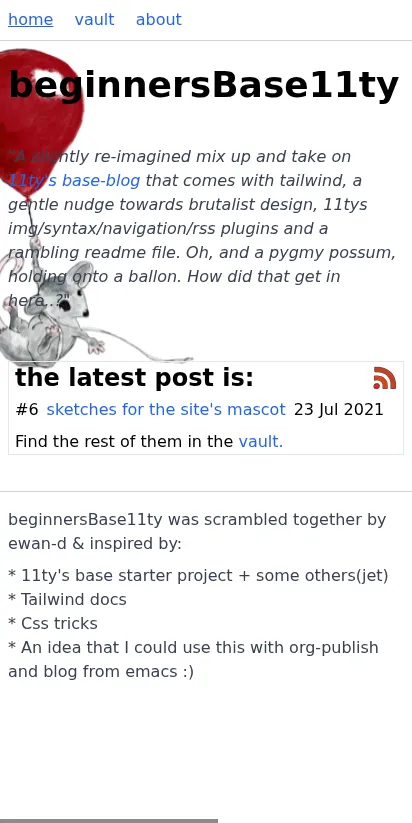 home vault about
beginnersBase11ty
"A slightly re-imagined mix up and take on
11ty's base-blog that comes with tailwind, a
gentle nudge towards brutalist design, 11tys
img/syntax/navigation/rss plugins and a
rambling readme file. Oh, and a pygmy possum,
holding onto a ballon. How did that get in
here..?"
the latest post is:
#6 sketches for the site's mascot 23 Jul 2021
Find the rest of them in the vault.
beginnersBase11ty was scrambled together by
ewan-d & inspired by:
* 11ty's base starter project + some others(jet)
* Tailwind docs
* Css tricks
* An idea that I could use this with org-publish
and blog from emacs :)